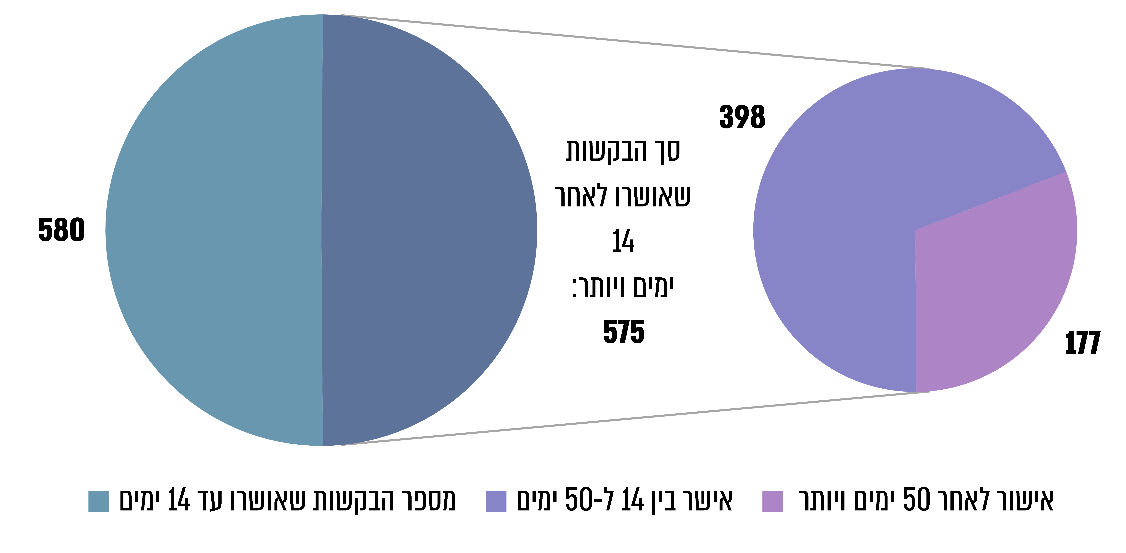 398
סך הבקשות
שאושרו לאחר
14
ימים ויותר:
575
580
177
מספר הבקשות שאושרו עד 14 ימים
אישר בין 14 ל-50 ימים
אישור לאחר 50 ימים ויותר